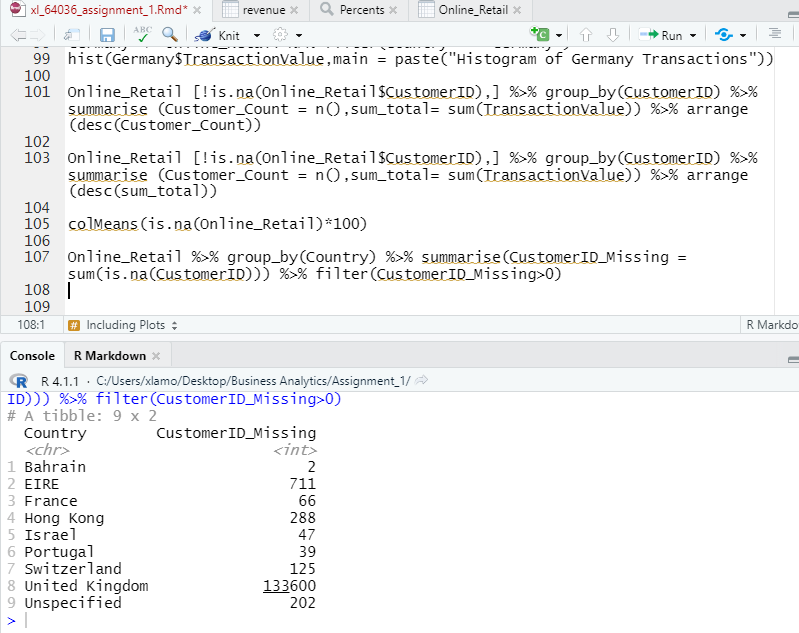 xl_64036_assignment_1.Rmd* × revenue × Percents × Online_Retail ×
ABC Knit Run
99 hist(Germany$TransactionValue,main = paste("Histogram of Germany Transactions"))
100
101 Online_Retail [!is.na(Online_Retail$CustomerID),] %>% group_by(CustomerID) %>%
summarise (Customer_Count = n(),sum_total= sum(TransactionValue)) %>% arrange
(desc(Customer_Count))
102
103 Online_Retail [!is.na(Online_Retail$CustomerID),] %>% group_by(CustomerID) %>%
summarise (Customer_Count = n(),sum_total= sum(TransactionValue)) %>% arrange
(desc(sum_total))
104
105 colMeans(is.na(Online_Retail)*100)
106
107 Online_Retail %>% group_by(Country) %>% summarise(CustomerID_Missing =
sum(is.na(CustomerID))) %>% filter(CustomerID_Missing>0)
108
109
108:1 # Including Plots R Markdo
Console R Markdown ×
R R 4.1.1 · C:/Users/xlamo/Desktop/Business Analytics/Assignment_1/
ID))) %>% filter(CustomerID_Missing>0)
# A tibble: 9 x 2
Country CustomerID_Missing
<chr> <int>
1 Bahrain 2
2 EIRE 711
3 France 66
4 Hong Kong 288
5 Israel 47
6 Portugal 39
7 Switzerland 125
8 United Kingdom 133600
9 Unspecified 202
>